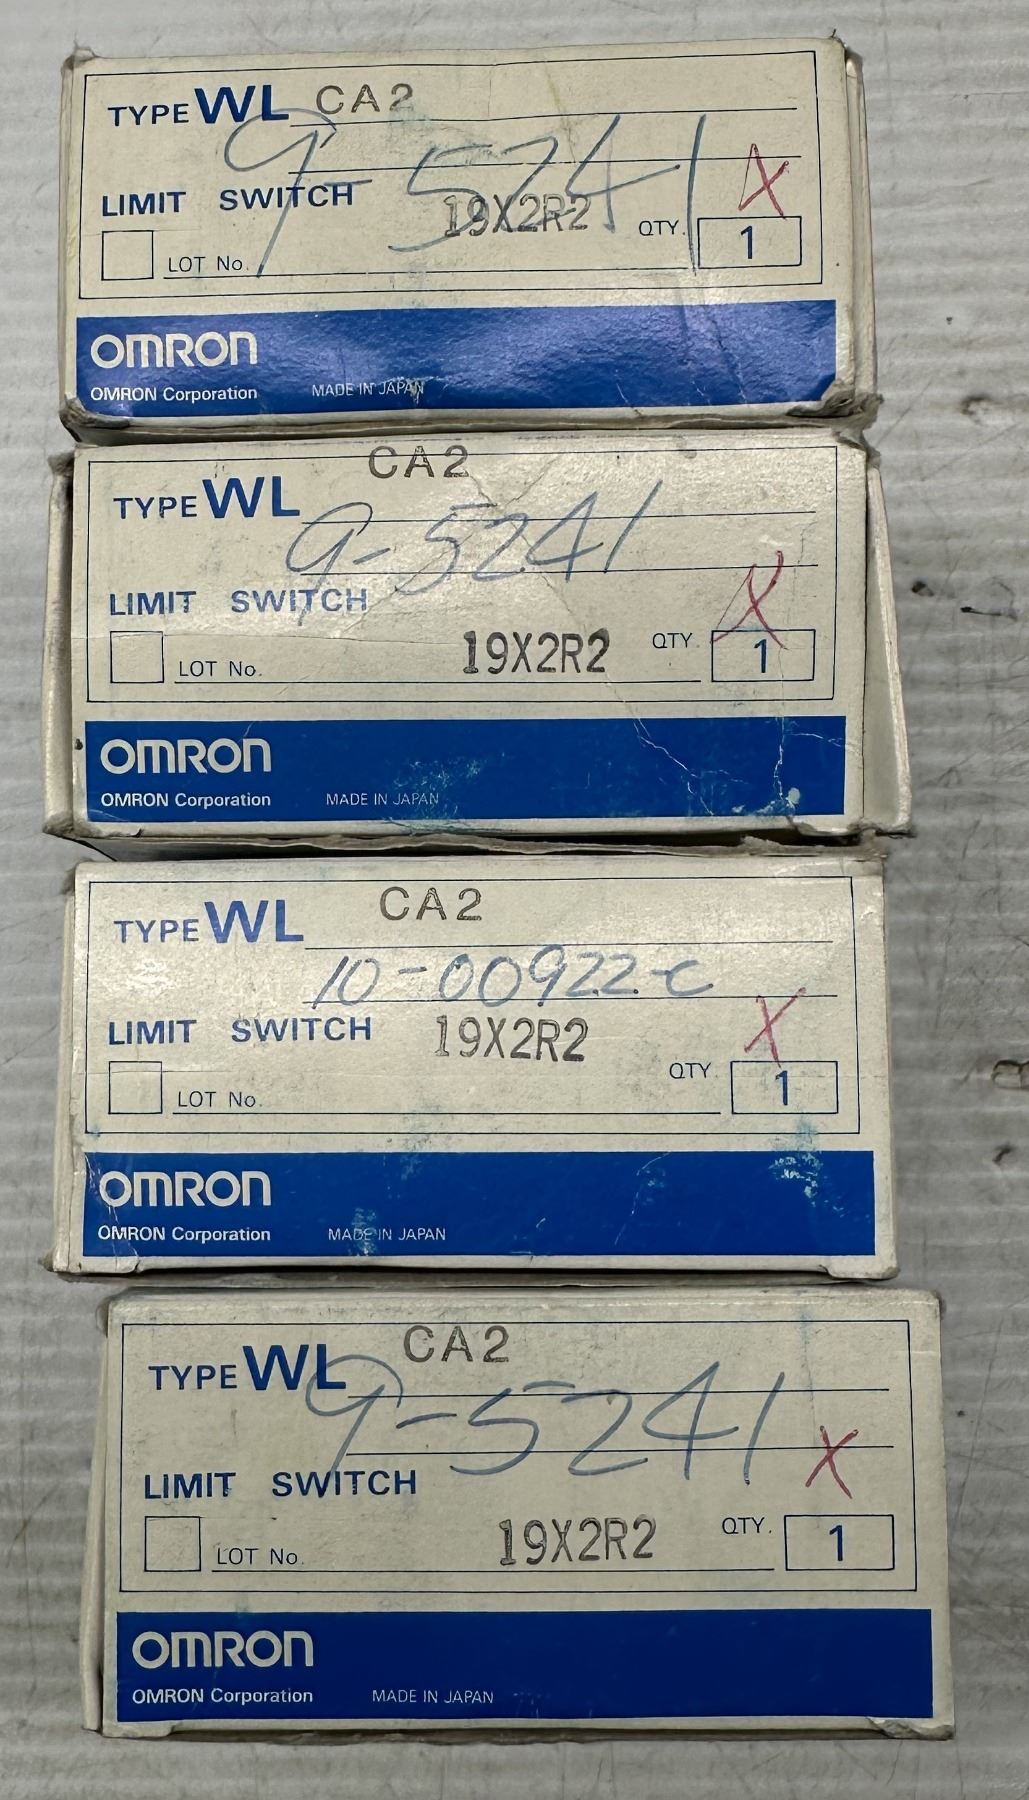 TYPE WL CA2
9-5241
X
LIMIT SWITCH
19X2R2
QTY. 1
LOT No.
OMRON
OMRON Corporation MADE IN JAPAN
CA2
TYPE WL
9-5241
X
LIMIT SWITCH
LOT No. 19X2R2 QTY. 1
OMRON
OMRON Corporation MADE IN JAPAN
CA2
TYPE WL
10-00922-C
X
LIMIT SWITCH 19X2R2
QTY. 1
LOT No.
OMRON
OMRON Corporation MADE IN JAPAN
CA2
TYPE WL
9-5241
X
LIMIT SWITCH
LOT No. 19X2R2 QTY. 1
OMRON
OMRON Corporation MADE IN JAPAN